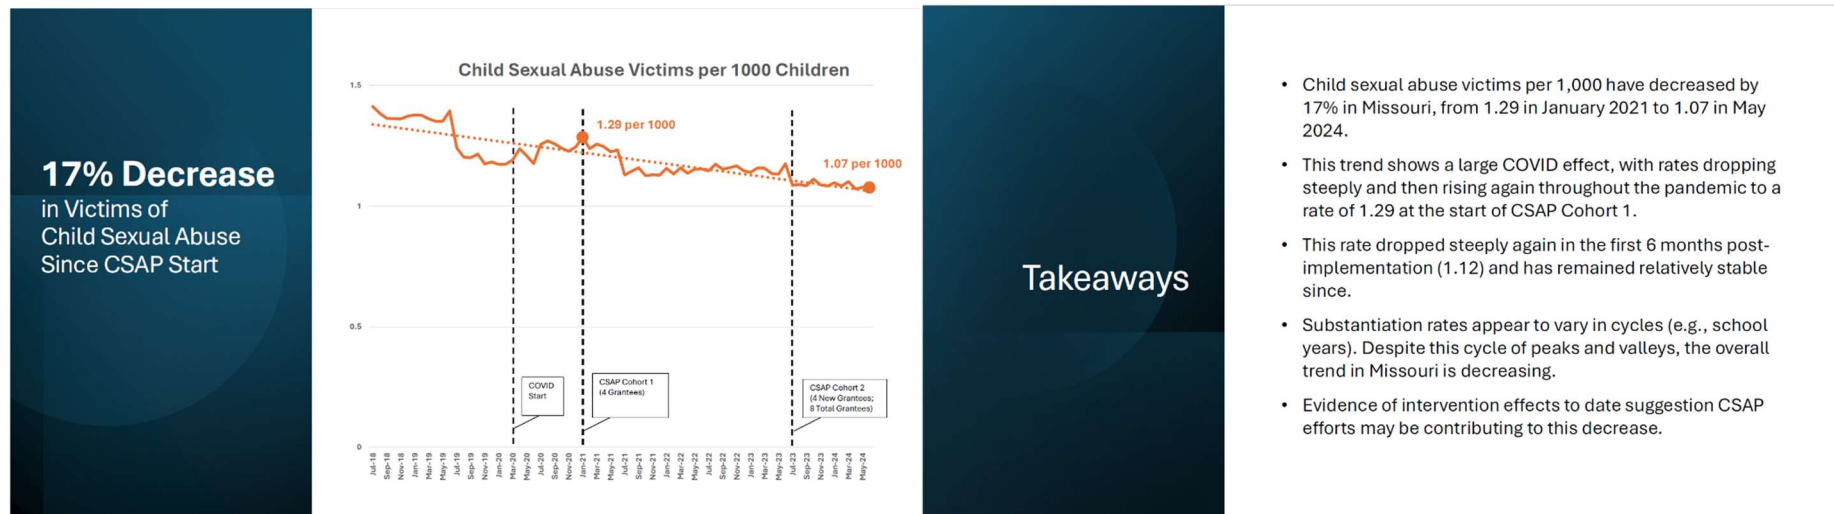 17% Decrease
in Victims of
Child Sexual Abuse
Since CSAP Start
Child Sexual Abuse Victims per 1000 Children
1.5
1
0.5
0
1.29 per 1000
1.07 per 1000
COVID
Start
CSAP Cohort 1
(4 Grantees)
CSAP Cohort 2
(4 New Grantees;
8 Total Grantees)
Jul-18
Sep-18
Nov-18
Jan-19
Mar-19
May-19
Jul-19
Sep-19
Nov-19
Jan-20
Mar-20
May-20
Jul-20
Sep-20
Nov-20
Jan-21
Mar-21
May-21
Jul-21
Sep-21
Nov-21
Jan-22
Mar-22
May-22
Jul-22
Sep-22
Nov-22
Jan-23
Mar-23
May-23
Jul-23
Sep-23
Nov-23
Jan-24
Mar-24
May-24
Takeaways
• Child sexual abuse victims per 1,000 have decreased by
17% in Missouri, from 1.29 in January 2021 to 1.07 in May
2024.
• This trend shows a large COVID effect, with rates dropping
steeply and then rising again throughout the pandemic to a
rate of 1.29 at the start of CSAP Cohort 1.
• This rate dropped steeply again in the first 6 months post-
implementation (1.12) and has remained relatively stable
since.
• Substantiation rates appear to vary in cycles (e.g., school
years). Despite this cycle of peaks and valleys, the overall
trend in Missouri is decreasing.
• Evidence of intervention effects to date suggestion CSAP
efforts may be contributing to this decrease.